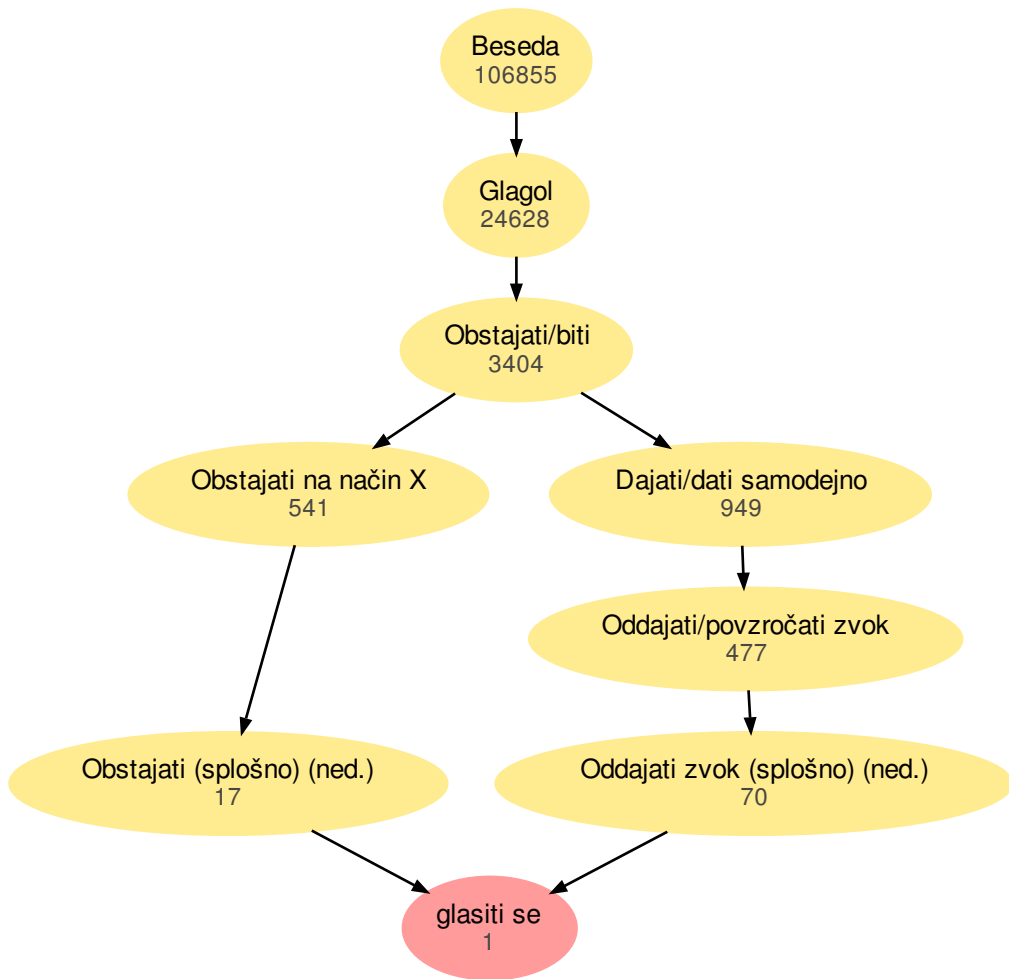 Beseda
106855
Glagol
24628
Obstajati/biti
3404
Obstajati na način X
541
Dajati/dati samodejno
949
Oddajati/povzročati zvok
477
Obstajati (splošno) (ned.)
17
Oddajati zvok (splošno) (ned.)
70
glasiti se
1